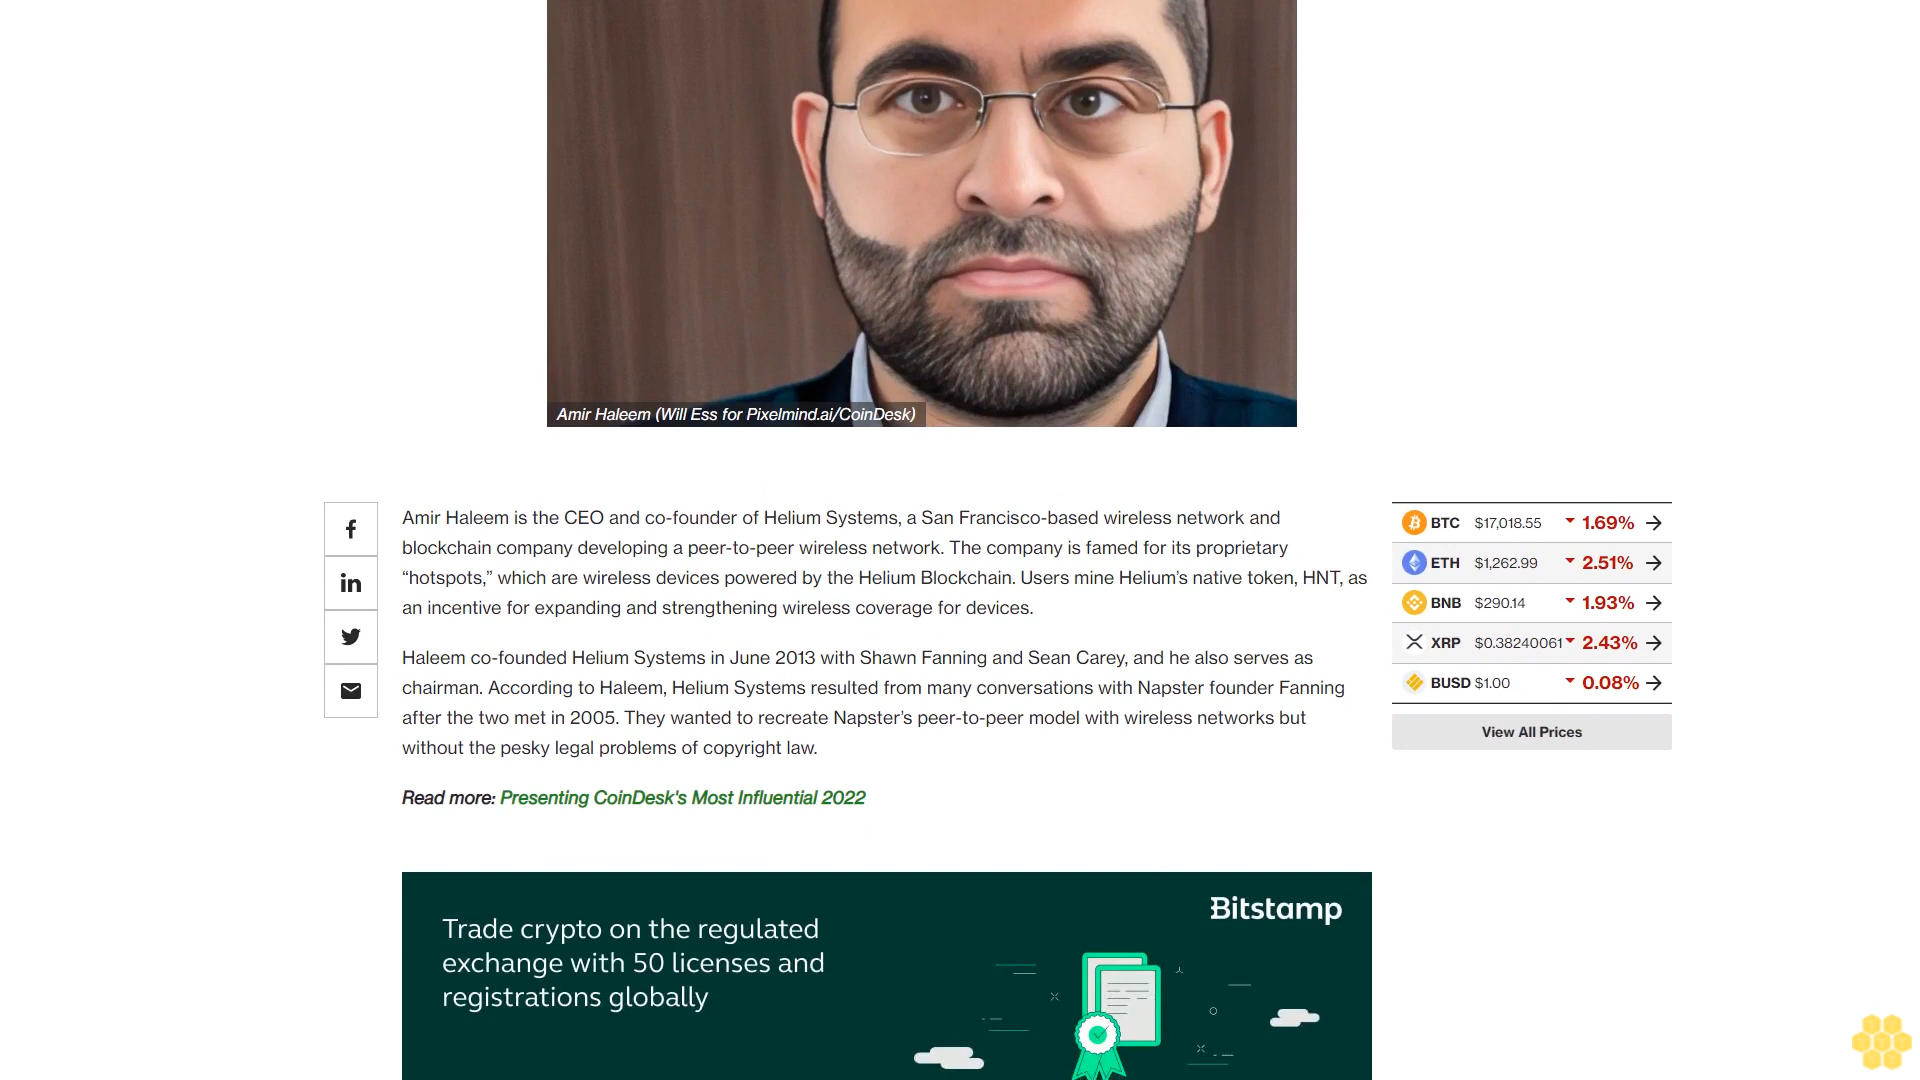 Amir Haleem (Will Ess for Pixelmind.ai/CoinDesk)
Amir Haleem is the CEO and co-founder of Helium Systems, a San Francisco-based wireless network and
blockchain company developing a peer-to-peer wireless network. The company is famed for its proprietary
“hotspots,” which are wireless devices powered by the Helium Blockchain. Users mine Helium’s native token, HNT, as
an incentive for expanding and strengthening wireless coverage for devices.
Haleem co-founded Helium Systems in June 2013 with Shawn Fanning and Sean Carey, and he also serves as
chairman. According to Haleem, Helium Systems resulted from many conversations with Napster founder Fanning
after the two met in 2005. They wanted to recreate Napster’s peer-to-peer model with wireless networks but
without the pesky legal problems of copyright law.
Read more: Presenting CoinDesk's Most Influential 2022
BTC $17,018.55 1.69%
ETH $1,262.99 2.51%
BNB $290.14 1.93%
XRP $0.38240061 2.43%
BUSD $1.00 0.08%
View All Prices
Bitstamp
Trade crypto on the regulated
exchange with 50 licenses and
registrations globally